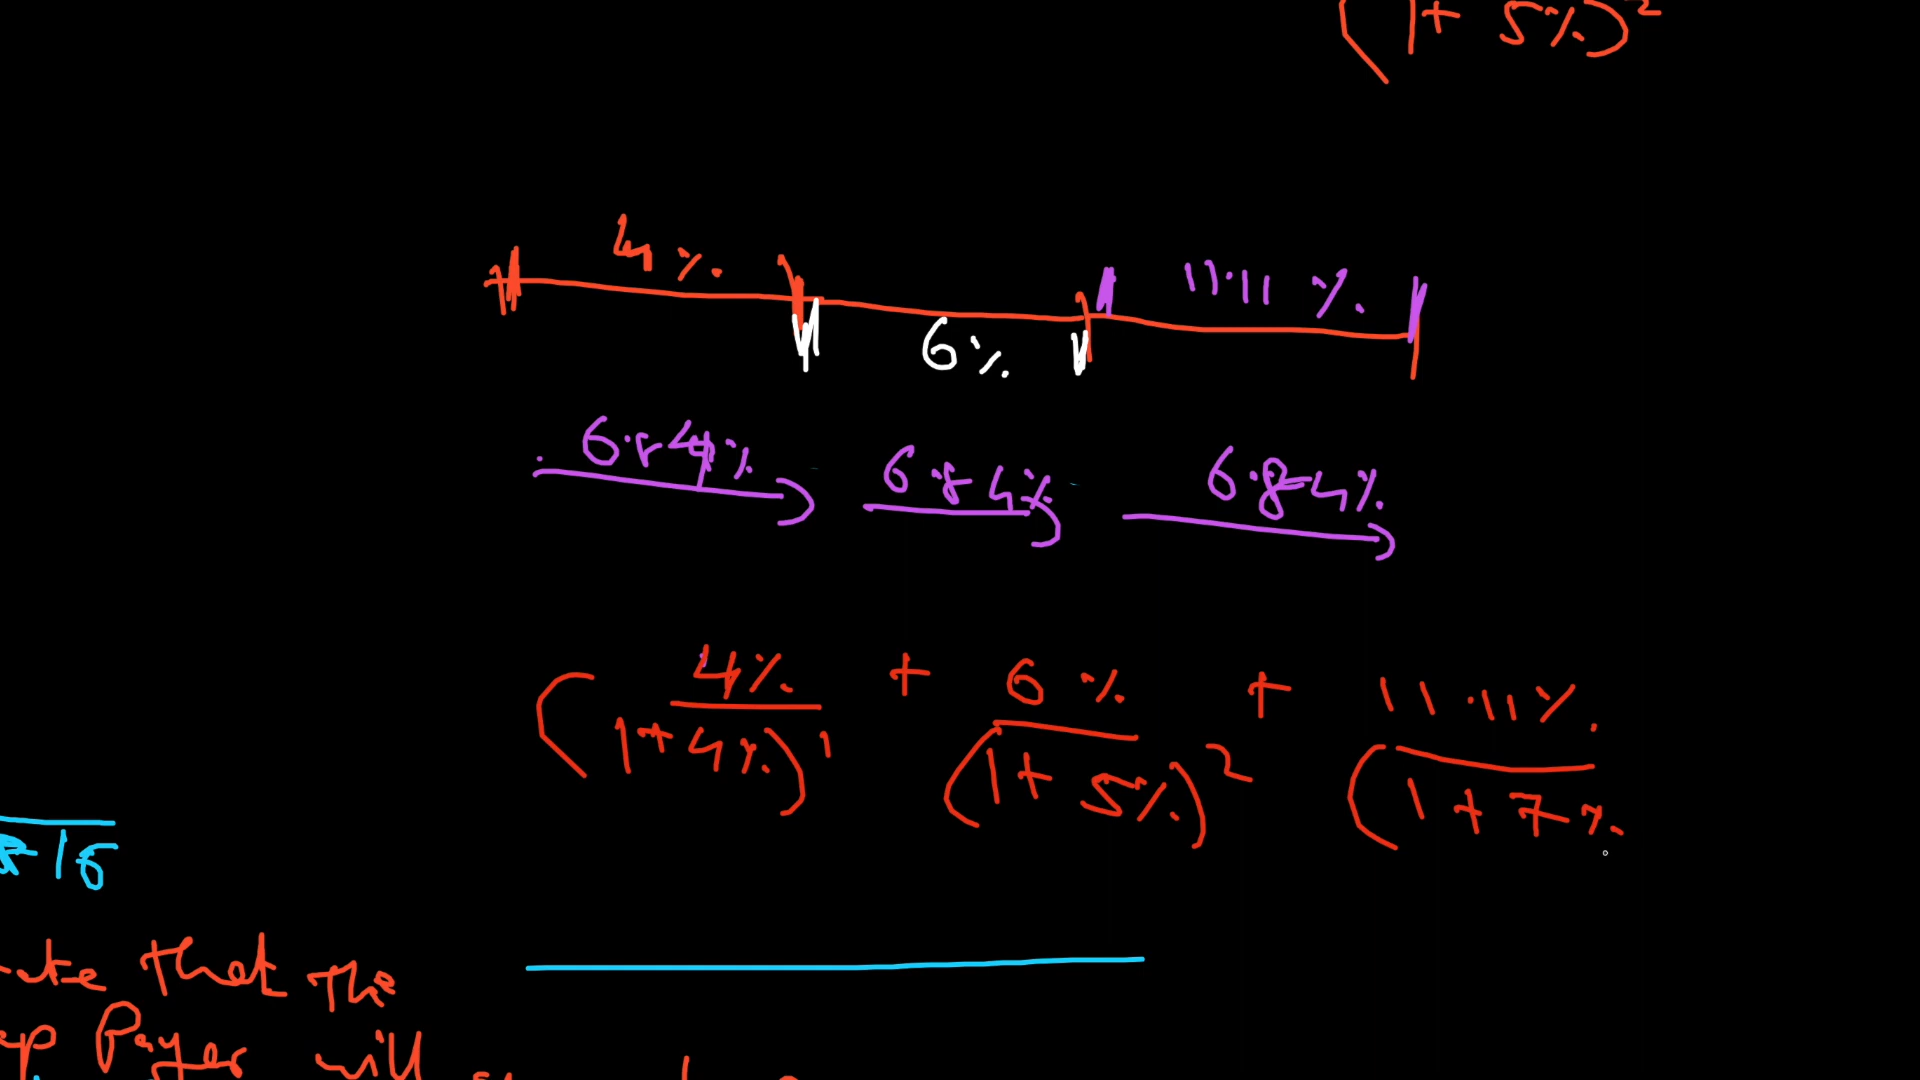 (1+ 5%)²
4% 6% 11.11%
6.84% 6.84% 6.84%
4% + 6% + 11.11%
(1+4%)¹ (1+5%)² (1+7%
15
that the
Payer will